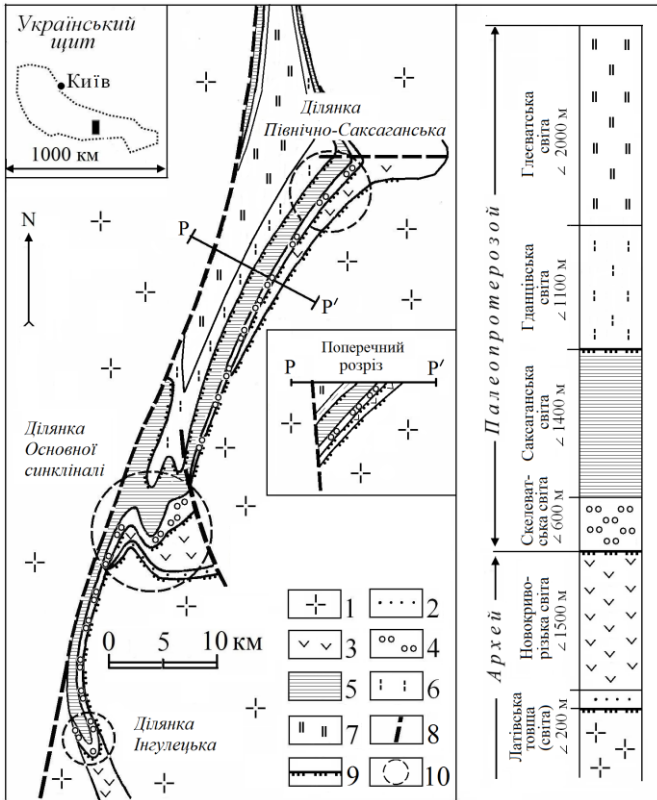 Український
щит
Київ
1000 км
N
Ділянка
Північно-Саксаганська
P
P′
Поперечний
розріз
P
P′
Ділянка
Основної
синкліналі
0 5 10 км
Ділянка
Інгулецька
1
2
3
4
5
6
7
8
9
10
Палеопротерозой
Архей
Глеєватська
світа
∠ 2000 м
Гданцівська
світа
∠ 1100 м
Саксаганська
світа
∠ 1400 м
Скелеват-
ська світа
∠ 600 м
Новокриво-
різька світа
∠ 1500 м
Латівська
товща
(світа)
∠ 200 м